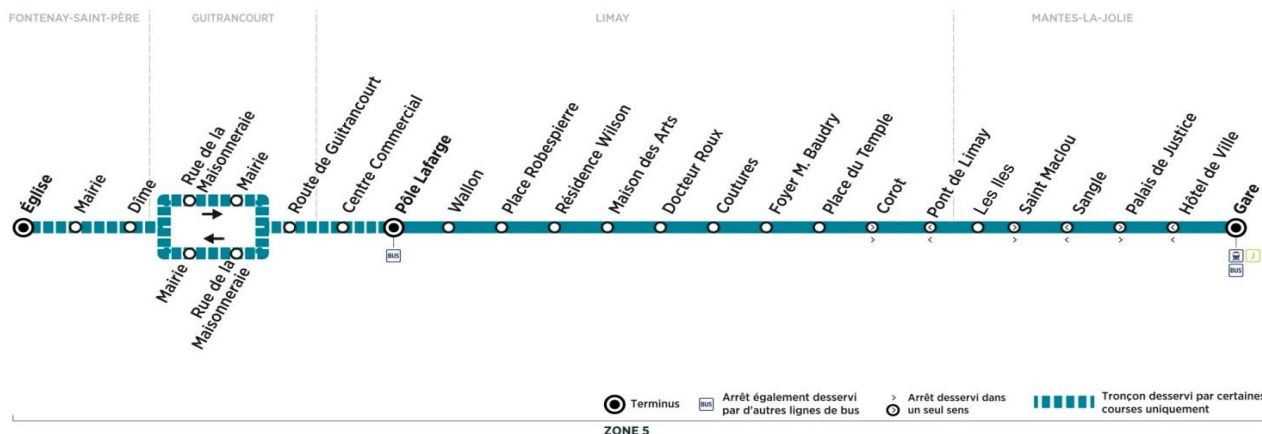 FONTENAY-SAINT-PÈRE
GUITRANCOURT
LIMAY
MANTES-LA-JOLIE
Église
Mairie
Dîme
Rue de la
Maisonneraie
Mairie
Mairie
Rue de la
Maisonneraie
Route de Guitrancourt
Centre Commercial
Pôle Lafarge
Wallon
Place Robespierre
Résidence Wilson
Maison des Arts
Docteur Roux
Coutures
Foyer M. Baudry
Place du Temple
Corot
Pont de Limay
Les Iles
Saint Maclou
Sangle
Palais de Justice
Hôtel de Ville
Gare
BUS
J
BUS
Terminus
BUS
Arrêt également desservi
par d'autres lignes de bus
Arrêt desservi dans
un seul sens
Tronçon desservi par certaines
courses uniquement
ZONE 5